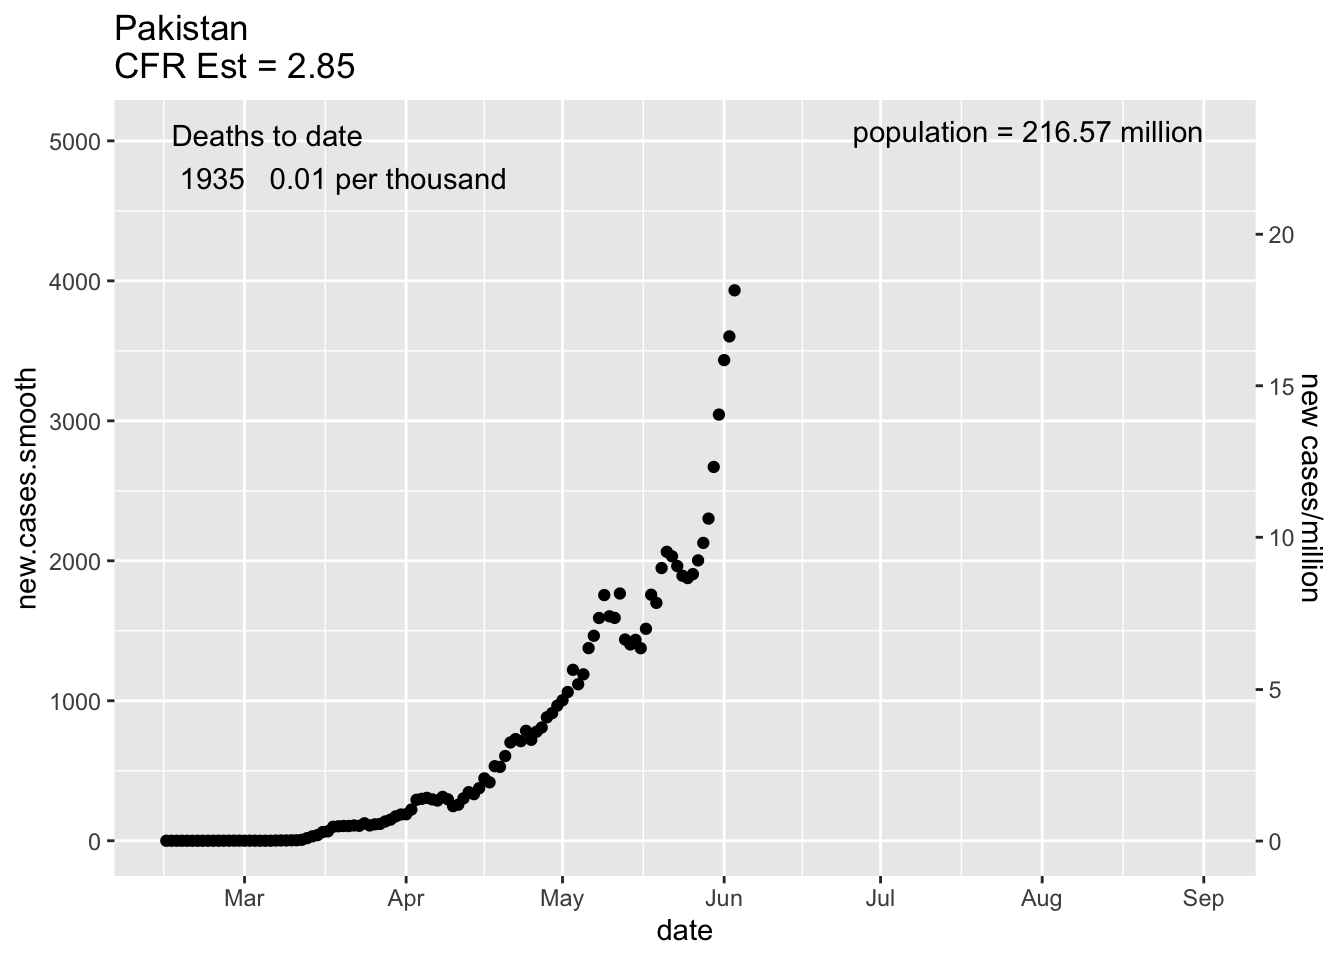 Pakistan
CFR Est = 2.85
Deaths to date
1935 0.01 per thousand
population = 216.57 million
5000
4000
3000
2000
1000
0
new.cases.smooth
20
15
10
5
0
new cases/million
Mar Apr May Jun Jul Aug Sep
date